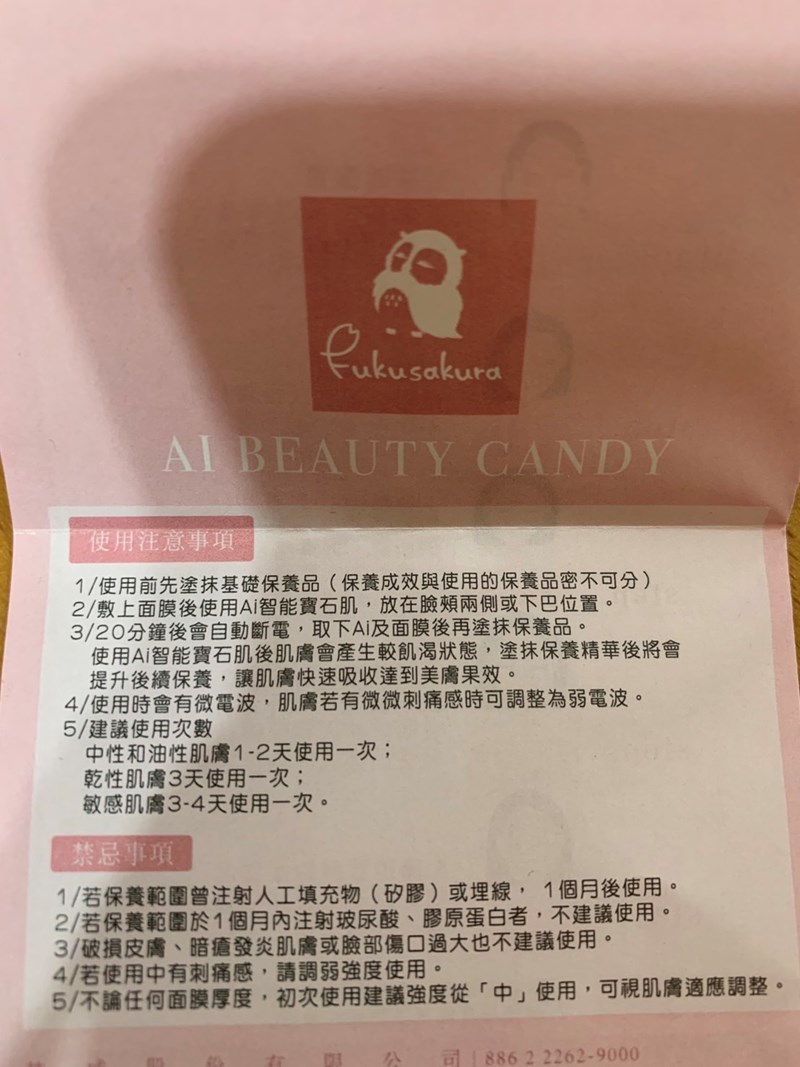 Fukusakura
AI BEAUTY CANDY
使用注意事項
1/使用前先塗抹基礎保養品（保養成效與使用的保養品密不可分）
2/敷上面膜後使用Ai智能寶石肌，放在臉頰兩側或下巴位置。
3/20分鐘後會自動斷電，取下Ai及面膜後再塗抹保養品。
使用Ai智能寶石肌後肌膚會產生較飢渴狀態，塗抹保養精華後將會
提升後續保養，讓肌膚快速吸收達到美膚果效。
4/使用時會有微電波，肌膚若有微微刺痛感時可調整為弱電波。
5/建議使用次數
中性和油性肌膚1-2天使用一次；
乾性肌膚3天使用一次；
敏感肌膚3-4天使用一次。
禁忌事項
1/若保養範圍曾注射人工填充物（矽膠）或埋線， 1個月後使用。
2/若保養範圍於1個月內注射玻尿酸、膠原蛋白者，不建議使用。
3/破損皮膚、暗瘡發炎肌膚或臉部傷口過大也不建議使用。
4/若使用中有刺痛感，請調弱強度使用。
5/不論任何面膜厚度，初次使用建議強度從「中」使用，可視肌膚適應調整。
股份有限公司 | 886 2 2262-9000